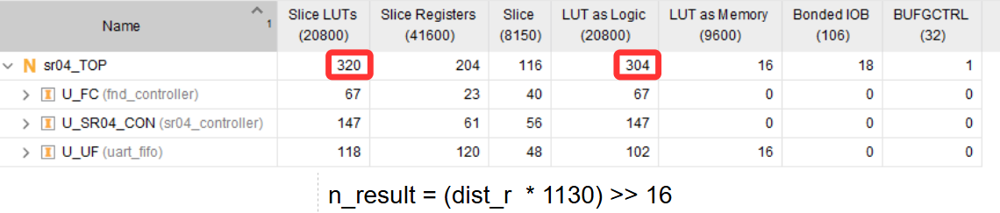 Name 1 Slice LUTs (20800) Slice Registers (41600) Slice (8150) LUT as Logic (20800) LUT as Memory (9600) Bonded IOB (106) BUFGCTRL (32)
N sr04_TOP 320 204 116 304 16 18 1
I U_FC (fnd_controller) 67 23 40 67 0 0 0
I U_SR04_CON (sr04_controller) 147 61 56 147 0 0 0
I U_UF (uart_fifo) 118 120 48 102 16 0 0
n_result = (dist_r * 1130) >> 16